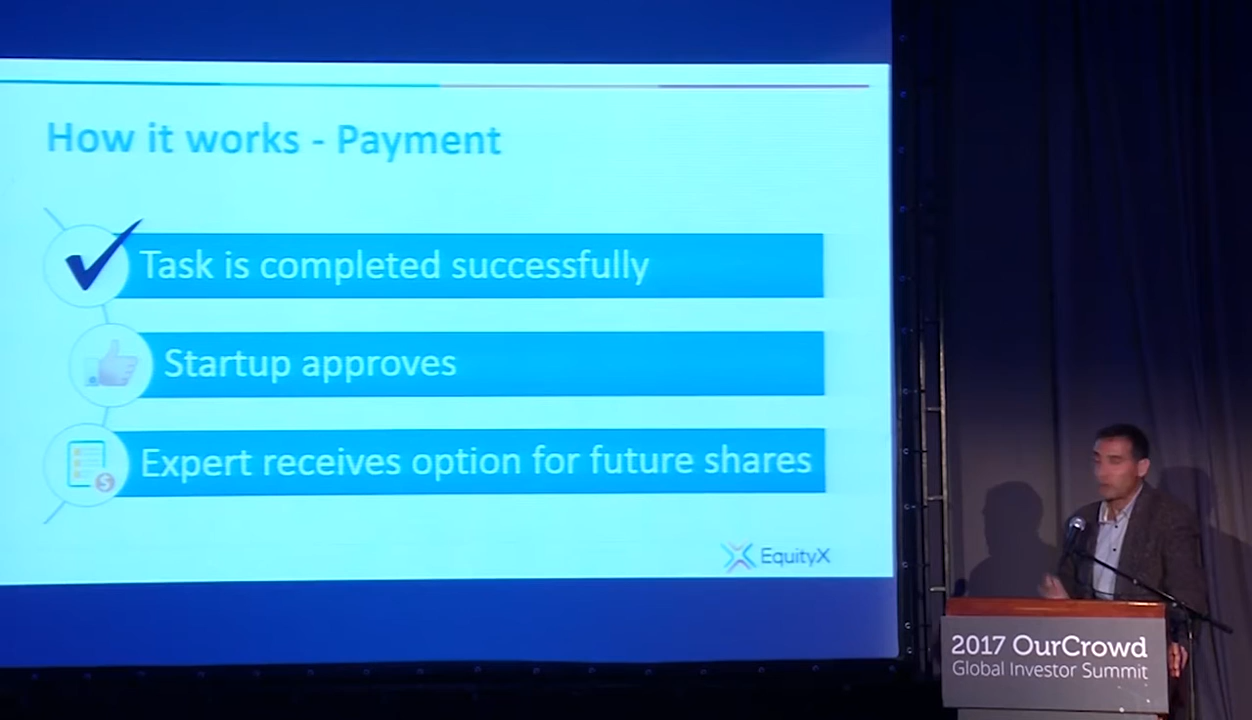 How it works - Payment
Task is completed successfully
Startup approves
Expert receives option for future shares
EquityX
2017 OurCrowd
Global Investor Summit